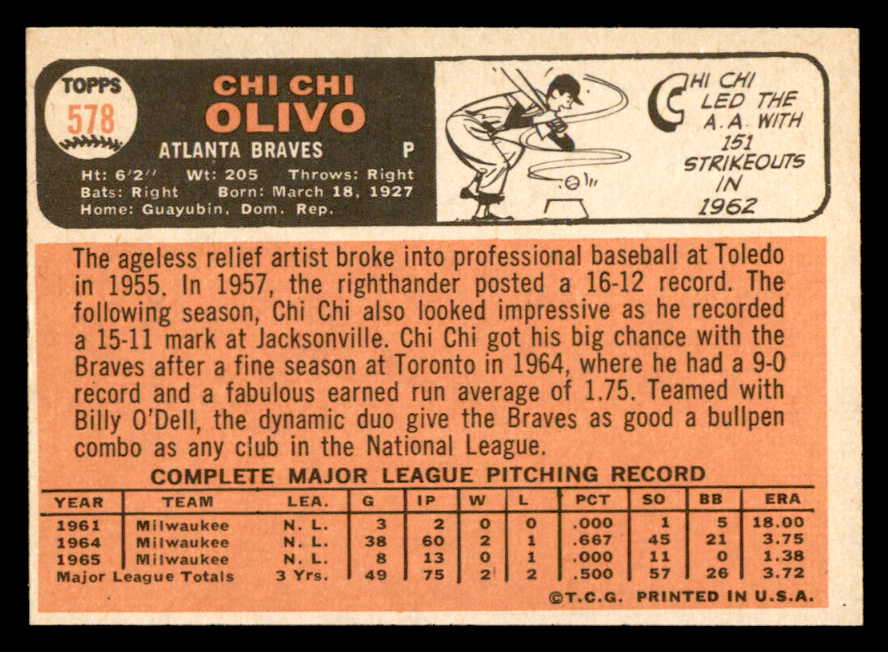 TOPPS
578
CHI CHI
OLIVO
ATLANTA BRAVES P
Ht: 6'2" Wt: 205 Throws: Right
Bats: Right Born: March 18, 1927
Home: Guayubin, Dom. Rep.
CHI CHI
LED THE
A.A. WITH
151
STRIKEOUTS
IN
1962
The ageless relief artist broke into professional baseball at Toledo
in 1955. In 1957, the righthander posted a 16-12 record. The
following season, Chi Chi also looked impressive as he recorded
a 15-11 mark at Jacksonville. Chi Chi got his big chance with the
Braves after a fine season at Toronto in 1964, where he had a 9-0
record and a fabulous earned run average of 1.75. Teamed with
Billy O'Dell, the dynamic duo give the Braves as good a bullpen
combo as any club in the National League.
COMPLETE MAJOR LEAGUE PITCHING RECORD
YEAR TEAM LEA. G IP W L PCT SO BB ERA
1961 Milwaukee N. L. 3 2 0 0 .000 1 5 18.00
1964 Milwaukee N. L. 38 60 2 1 .667 45 21 3.75
1965 Milwaukee N. L. 8 13 0 1 .000 11 0 1.38
Major League Totals 3 Yrs. 49 75 2 2 .500 57 26 3.72
©T.C.G. PRINTED IN U.S.A.